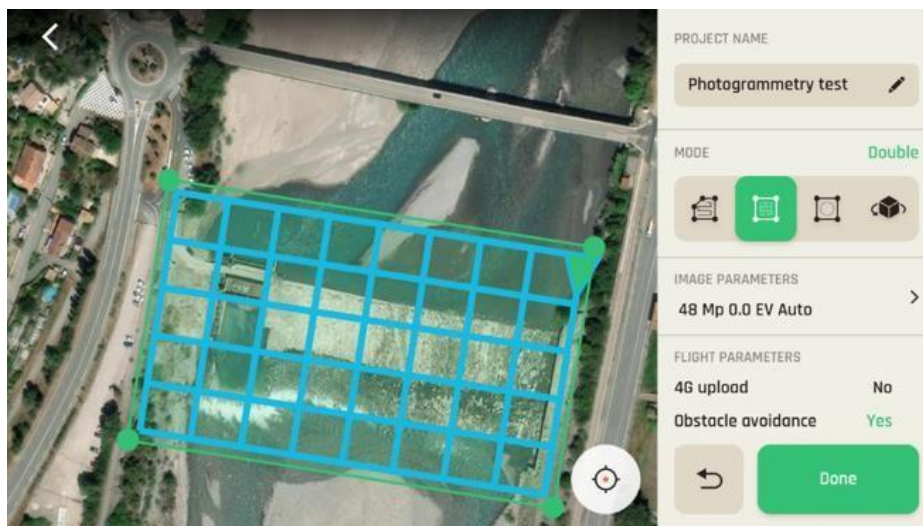 PROJECT NAME
Photogrammetry test
MODE
Double
IMAGE PARAMETERS
48 Mp 0.0 EV Auto
FLIGHT PARAMETERS
4G upload
No
Obstacle avoidance
Yes
Done